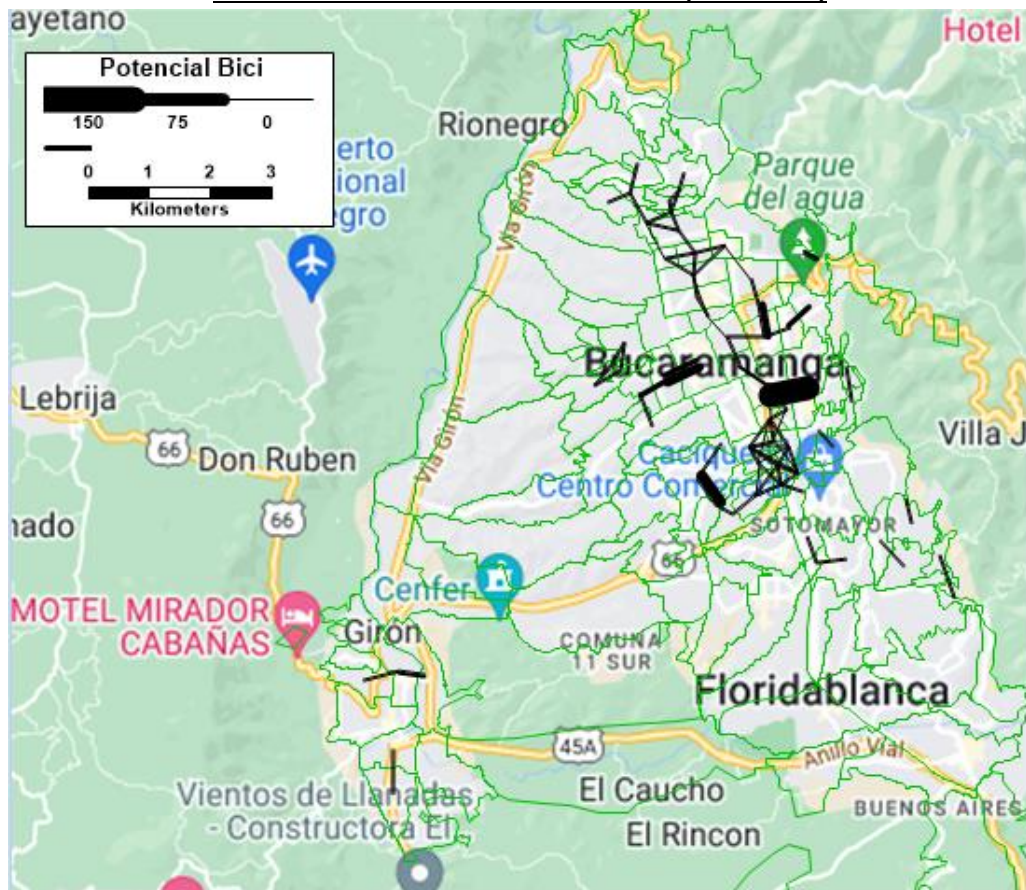 ayetano
Hotel
Potencial Bici
150 75 0
0 1 2 3
Kilometers
erto
ional
egro
Rionegro
Parque
del agua
Vía Girón
Bucaramanga
Lebrija
66
Don Ruben
Vía Girón
Villa J
Cacique
Centro Comercial
66
nado
SOTOMAYOR
66
Cenfer
MOTEL MIRADOR
CABAÑAS
Girón
COMUNA
11 SUR
Floridablanca
45A
Anillo Vial
Vientos de Llanadas
- Constructora El...
El Caucho
BUENOS AIRES
El Rincon